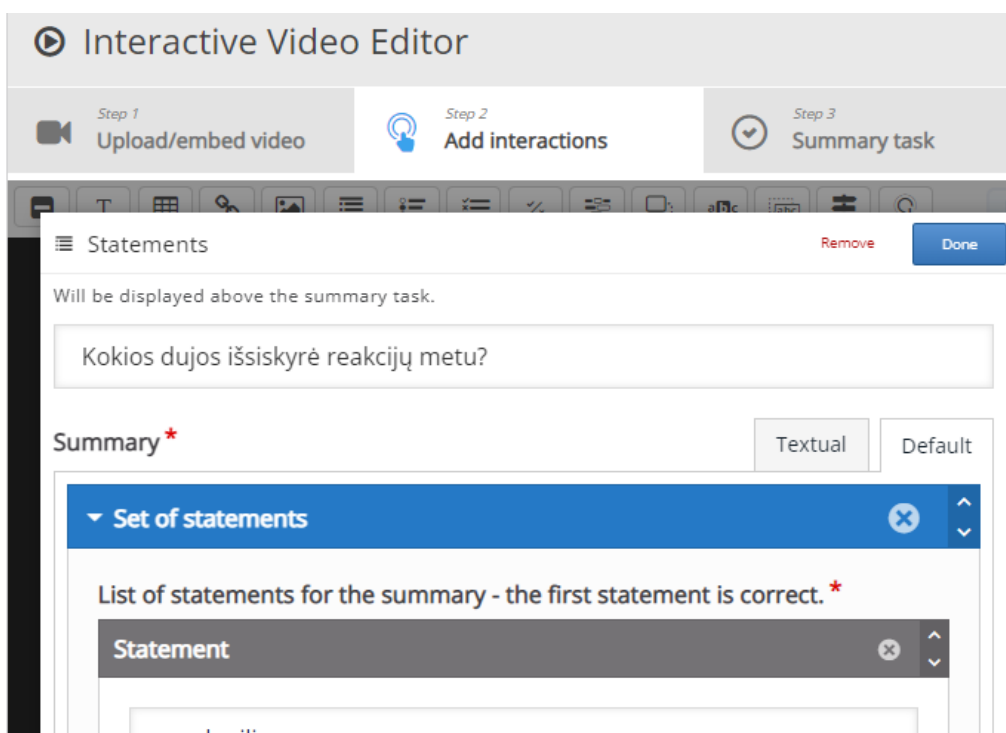 Interactive Video Editor
Step 1
Upload/embed video
Step 2
Add interactions
Step 3
Summary task
Statements
Remove
Done
Will be displayed above the summary task.
Kokios dujos išsiskyrė reakcijų metu?
Summary *
Textual
Default
Set of statements
List of statements for the summary - the first statement is correct. *
Statement